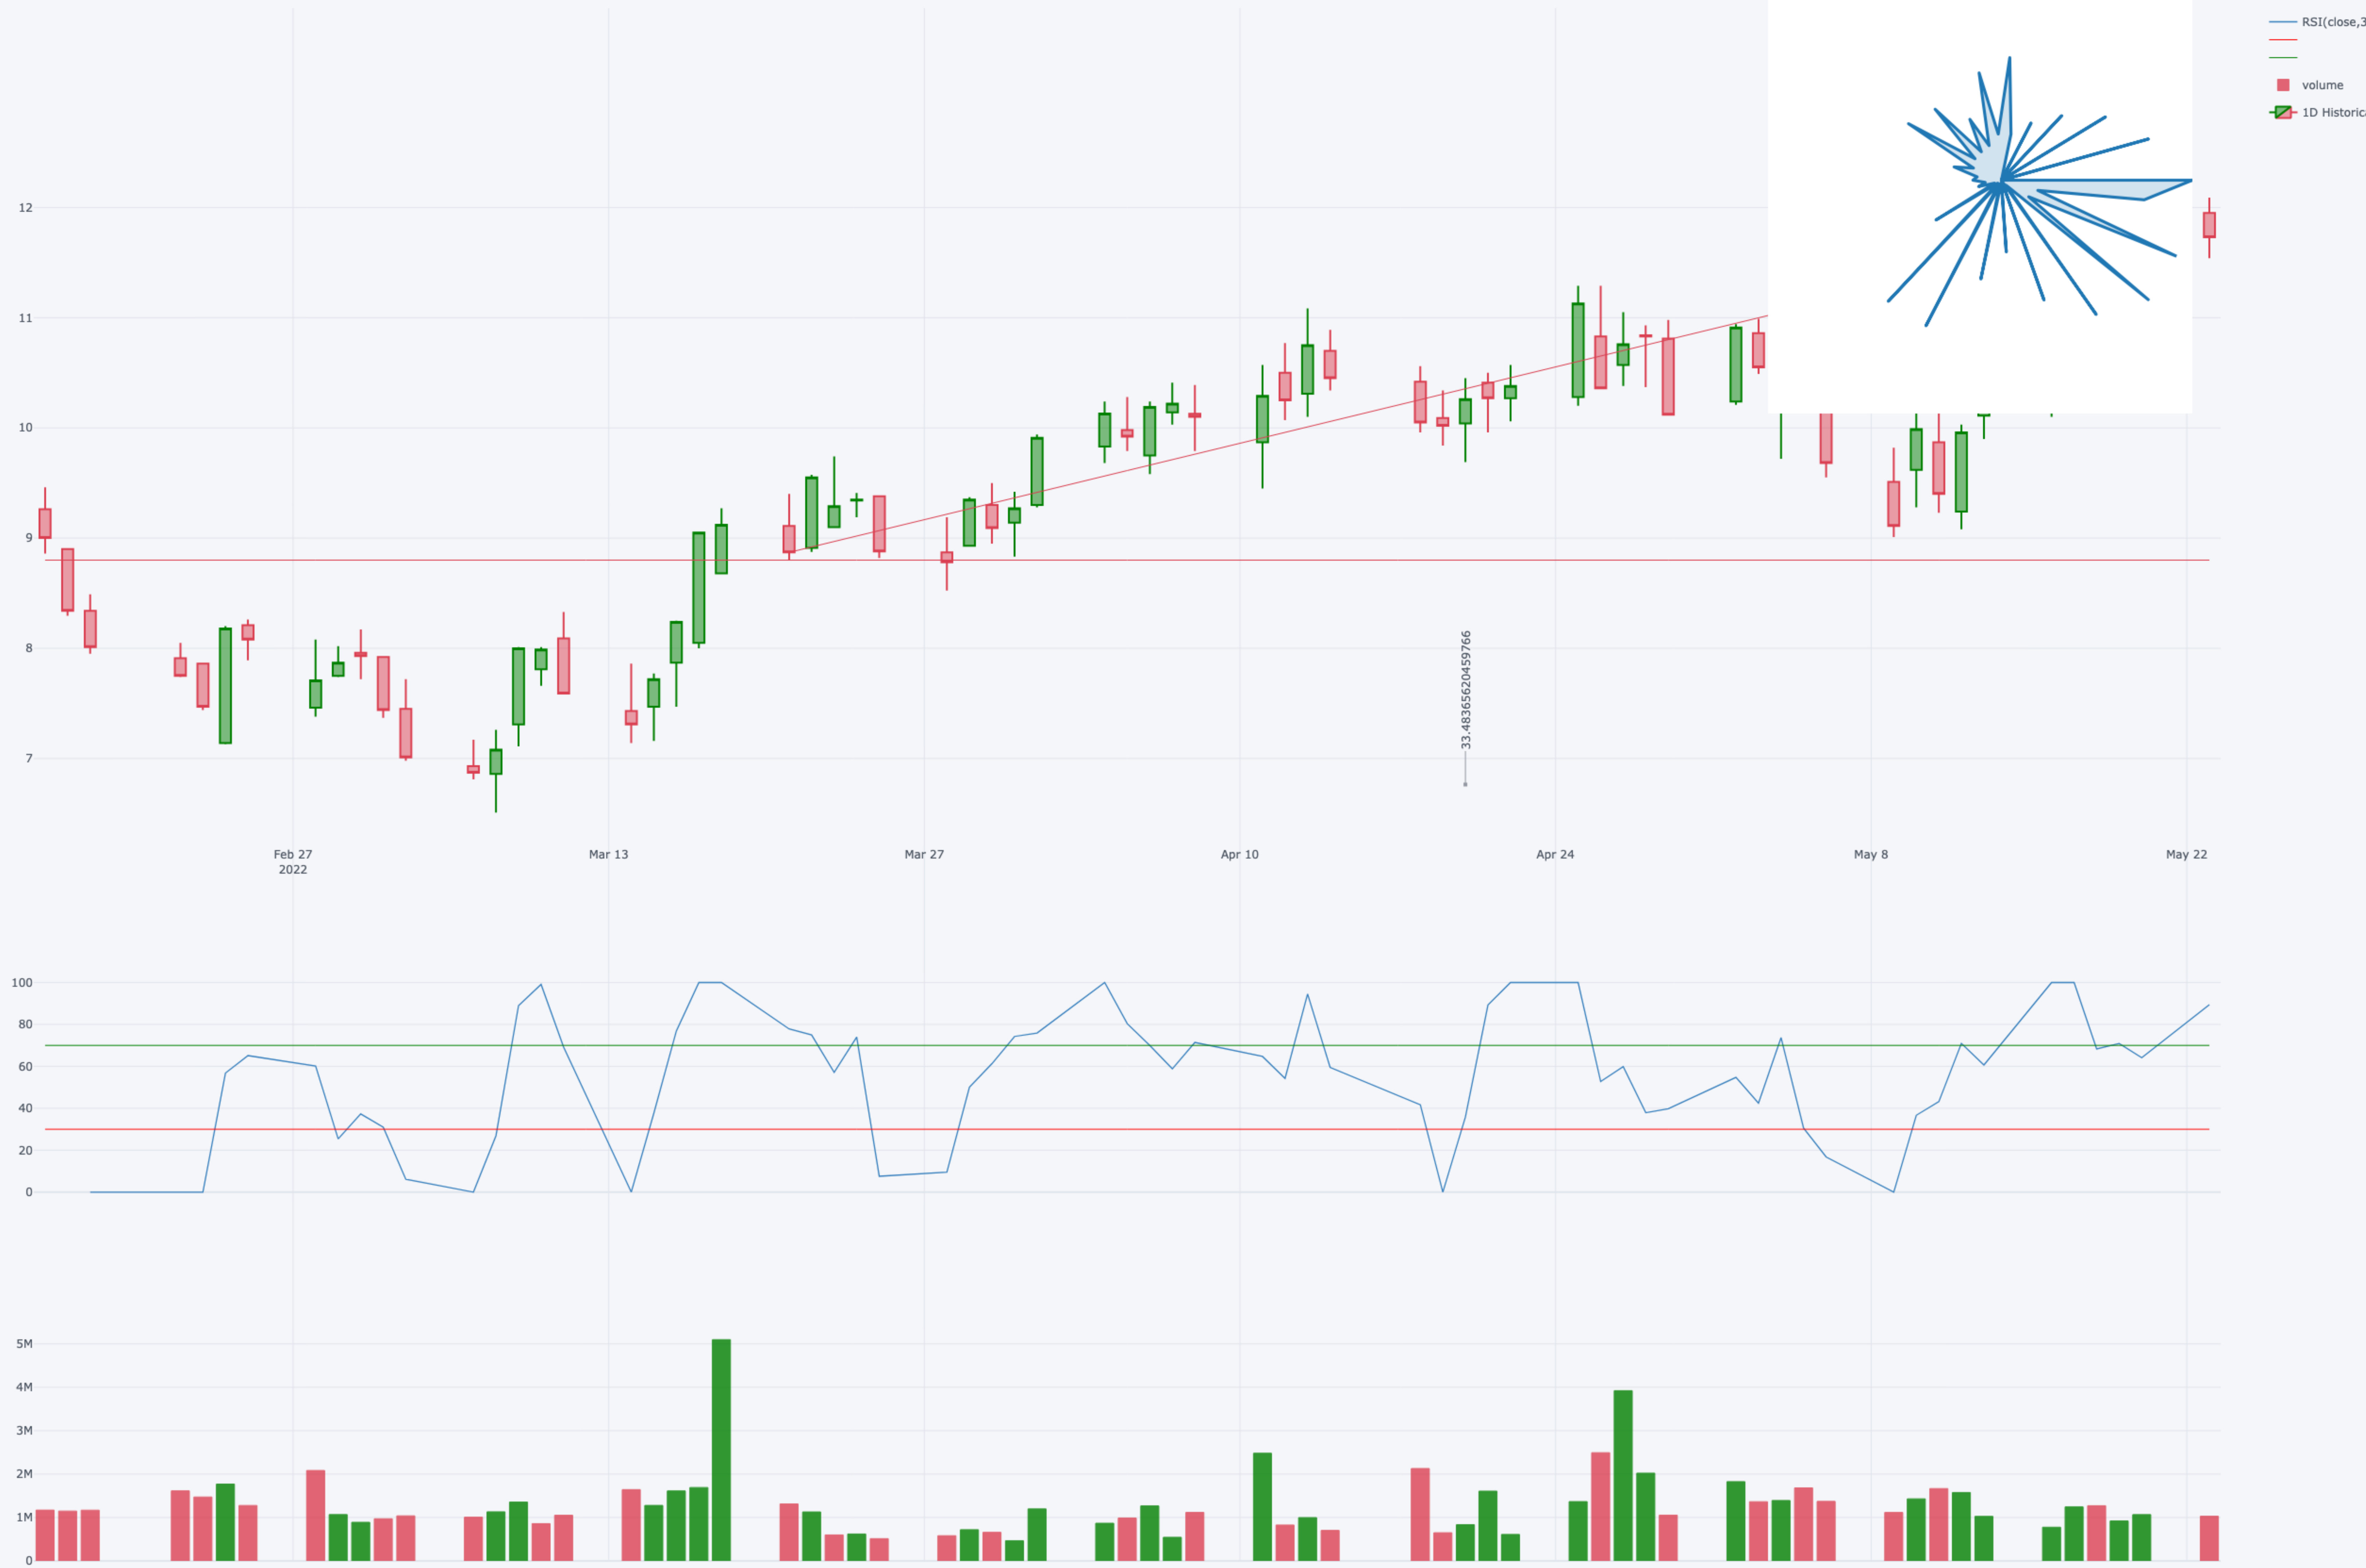 RSI(close,3
volume
1D Historica
12
11
10
9
8
7
33.48365620459766
Feb 27
2022
Mar 13
Mar 27
Apr 10
Apr 24
May 8
May 22
100
80
60
40
20
0
5M
4M
3M
2M
1M
0